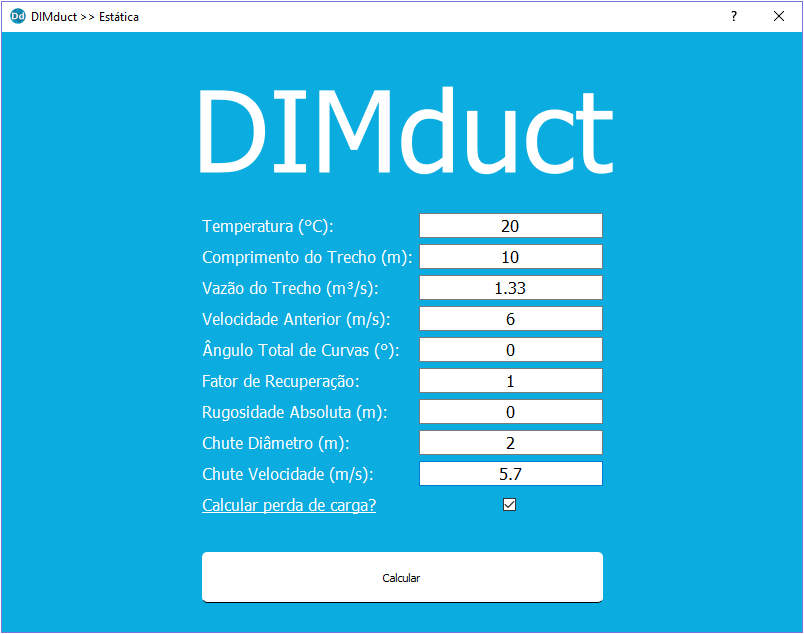 Dd DIMduct >> Estática ?
DIMduct
Temperatura (°C): 20
Comprimento do Trecho (m): 10
Vazão do Trecho (m³/s): 1.33
Velocidade Anterior (m/s): 6
Ângulo Total de Curvas (°): 0
Fator de Recuperação: 1
Rugosidade Absoluta (m): 0
Chute Diâmetro (m): 2
Chute Velocidade (m/s): 5.7
Calcular perda de carga?
Calcular